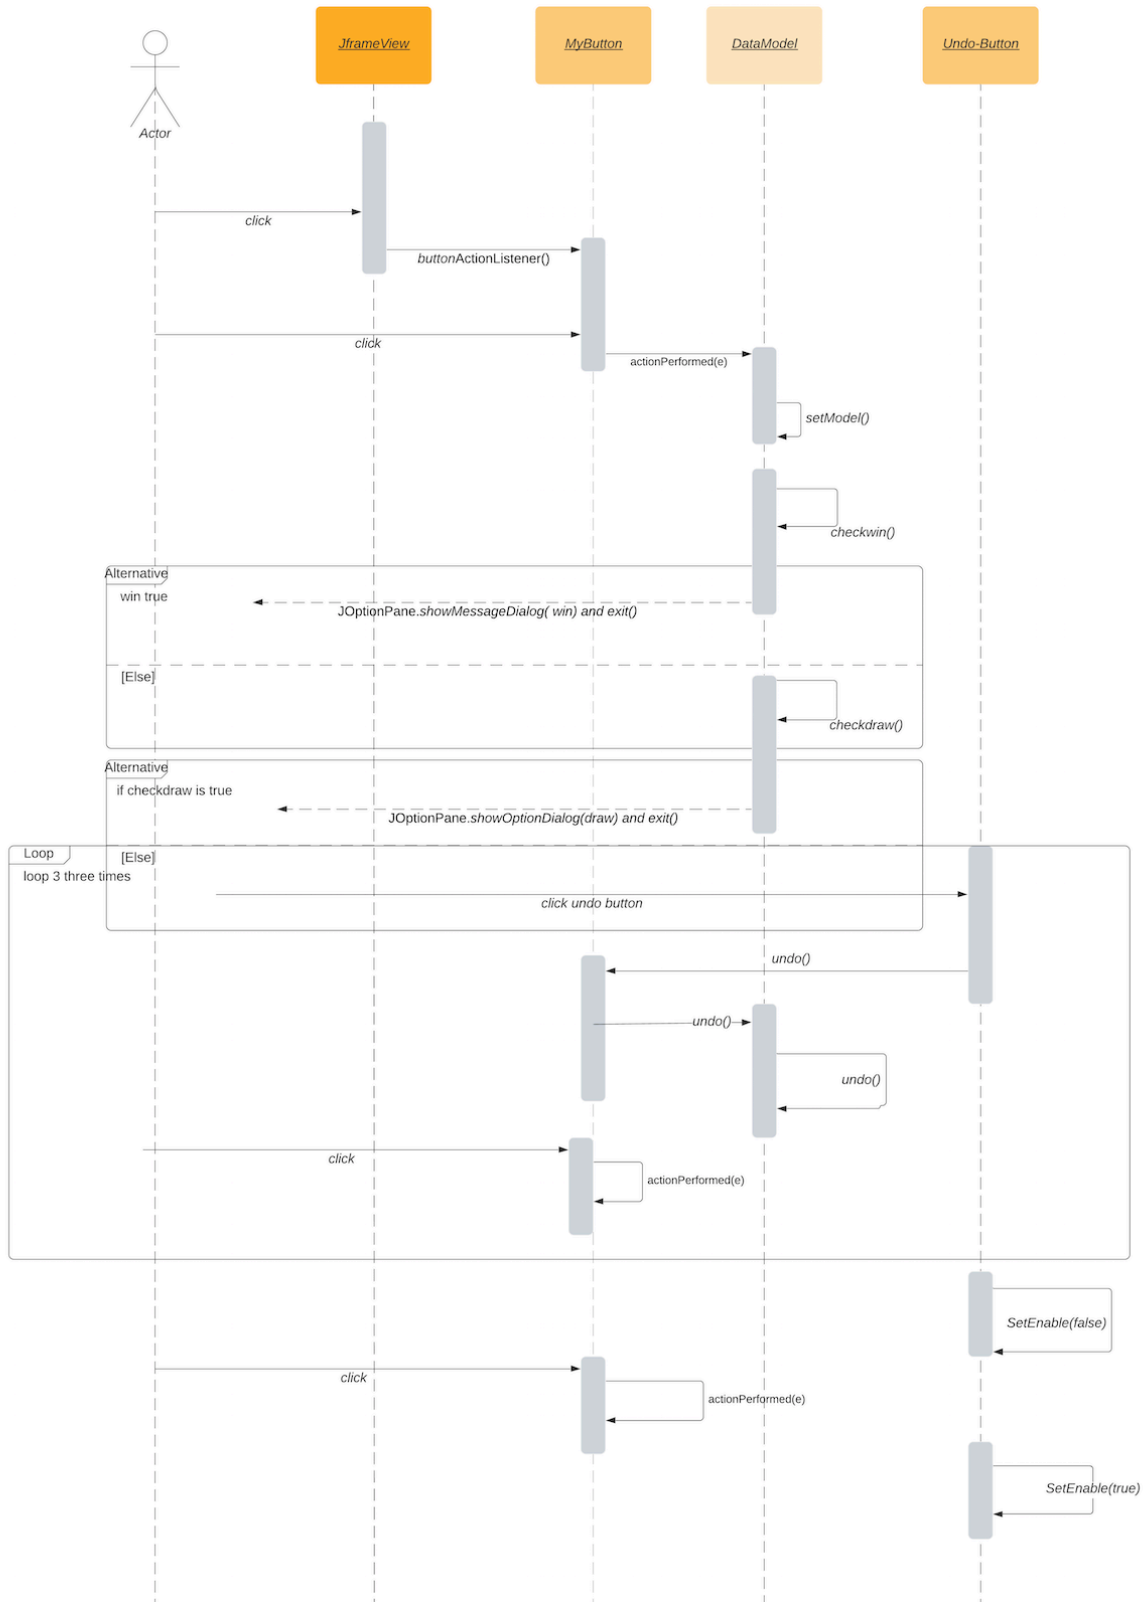 JframeView
MyButton
DataModel
Undo-Button
Actor
click
buttonActionListener()
click
actionPerformed(e)
setModel()
checkwin()
Alternative
win true
JOptionPane.showMessageDialog( win) and exit()
[Else]
checkdraw()
Alternative
if checkdraw is true
JOptionPane.showOptionDialog(draw) and exit()
Loop
[Else]
loop 3 three times
click undo button
undo()
undo()
undo()
click
actionPerformed(e)
SetEnable(false)
click
actionPerformed(e)
SetEnable(true)